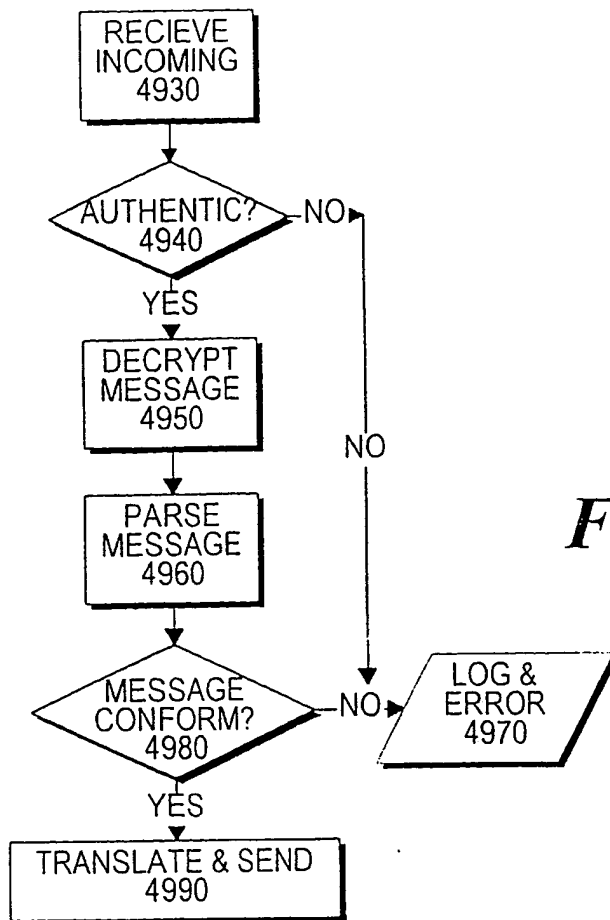 RECIEVE
INCOMING
4930
AUTHENTIC?
4940
NO
YES
DECRYPT
MESSAGE
4950
NO
PARSE
MESSAGE
4960
F
MESSAGE
CONFORM?
4980
NO
LOG &
ERROR
4970
YES
TRANSLATE & SEND
4990